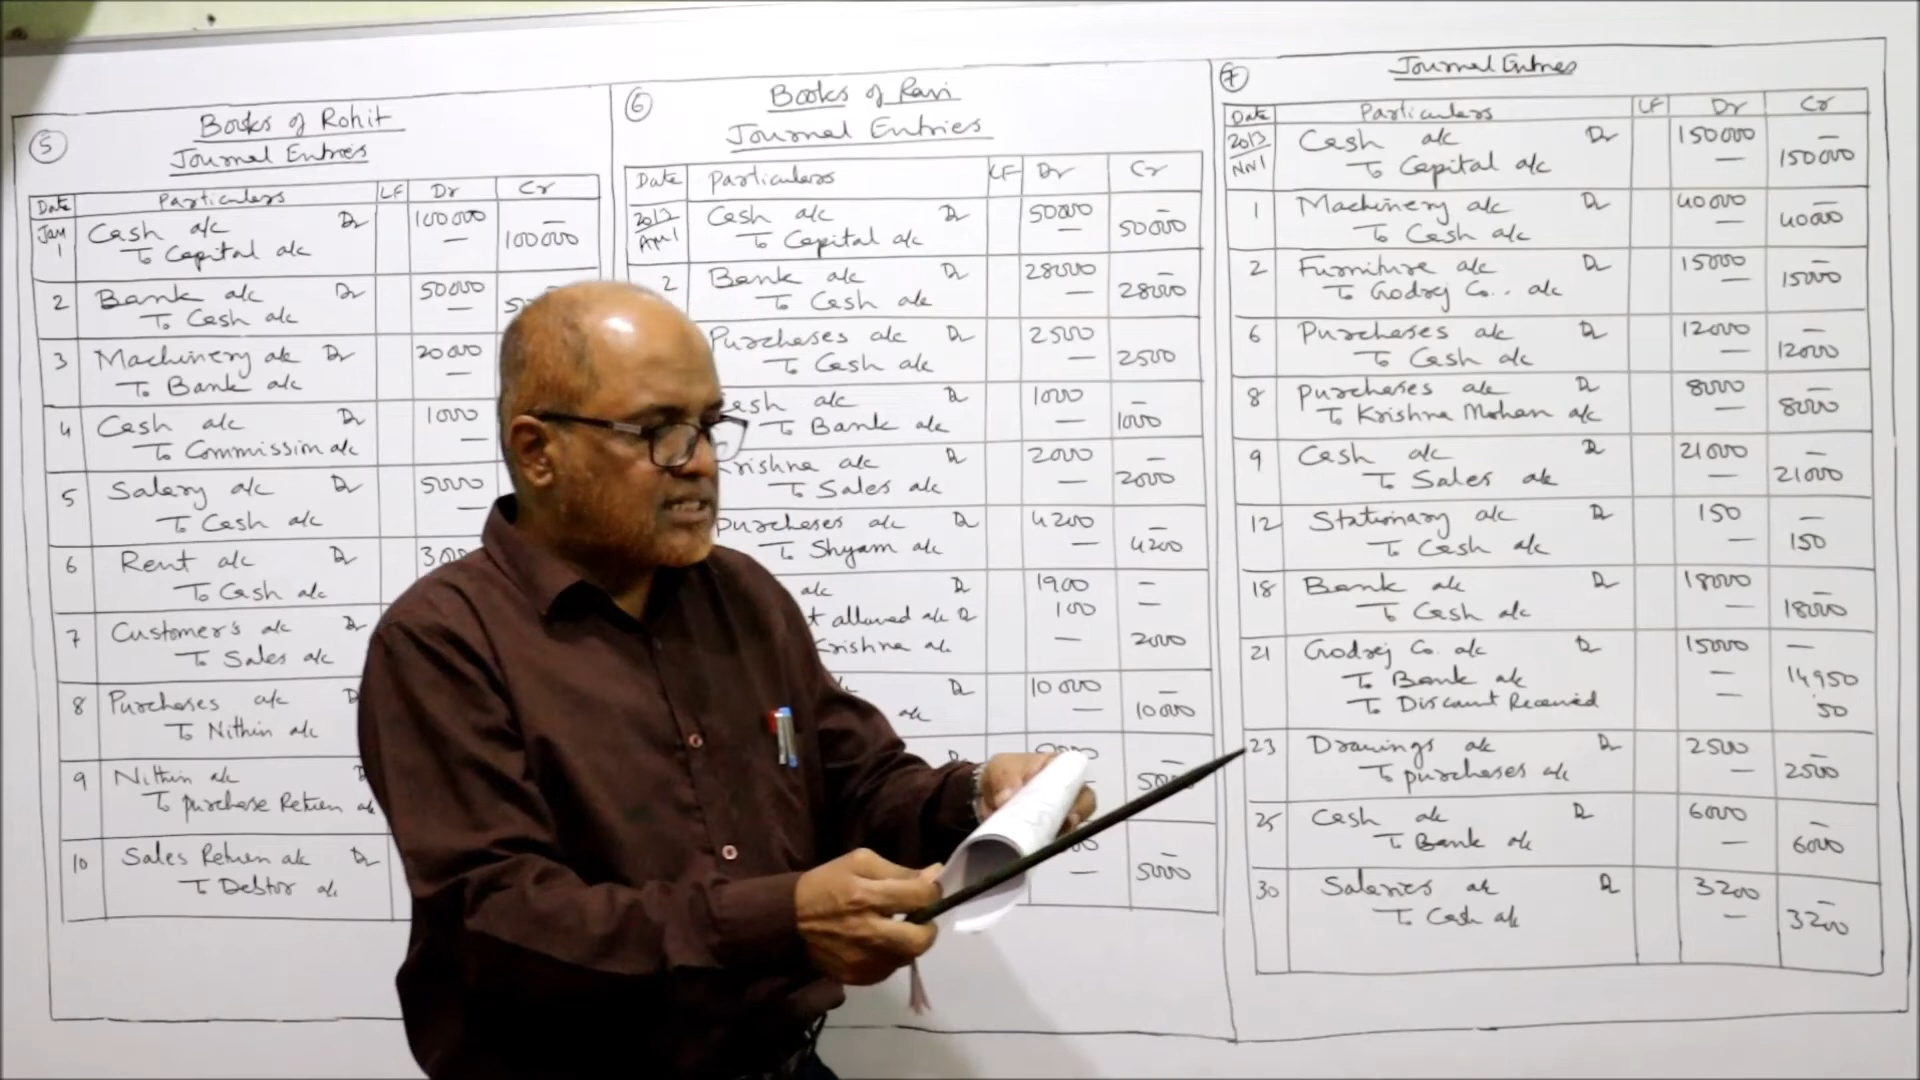 5
Books of Rohit
Journal Entries
Date Particulars LF Dr Cr
Jan 1 Cash a/c Dr 100000 —
To Capital a/c — 100000
2 Bank a/c Dr 50000
To Cash a/c —
3 Machinery a/c Dr 20000
To Bank a/c —
4 Cash a/c Dr 1000
To Commission a/c —
5 Salary a/c Dr 5000
To Cash a/c —
6 Rent a/c Dr
To Cash a/c
7 Customer's a/c Dr
To Sales a/c
8 Purchases a/c
To Nithin a/c
9 Nithin a/c
To purchase Return a/c
10 Sales Return a/c Dr
To Debtor a/c
6
Books of Ravi
Journal Entries
Date Particulars LF Dr Cr
Cash a/c Dr 50000 —
To Capital a/c — 50000
2 Bank a/c Dr 28000 —
To Cash a/c — 28000
Purchases a/c Dr 2500 —
To Cash a/c — 2500
a/c Dr 1000 —
To Bank a/c — 1000
Krishna a/c Dr 2000 —
To Sales a/c — 2000
purchases a/c Dr 4200 —
To Shyam a/c — 4200
a/c Dr 1900 —
allowed a/c Dr 100 —
Krishna a/c — 2000
Dr 10000 —
a/c — 10000
Dr
— 5000
7
Journal Entries
Date Particulars LF Dr Cr
2013 Nov 1 Cash a/c Dr 150000 —
To Capital a/c — 150000
1 Machinery a/c Dr 40000 —
To Cash a/c — 40000
2 Furniture a/c Dr 15000 —
To Godrej Co.. a/c — 15000
6 Purchases a/c Dr 12000 —
To Cash a/c — 12000
8 purchases a/c Dr 8000 —
To Krishna Mohan a/c — 8000
9 Cash a/c Dr 21000 —
To Sales a/c — 21000
12 Stationary a/c Dr 150 —
To Cash a/c — 150
18 Bank a/c Dr 18000 —
To Cash a/c — 18000
21 Godrej Co. a/c Dr 15000 —
To Bank a/c — 14950
To Discount Received — 50
23 Drawings a/c Dr 2500 —
To purchases a/c — 2500
25 Cash a/c Dr 6000 —
To Bank a/c — 6000
30 Salaries a/c Dr 3200 —
To Cash a/c — 3200